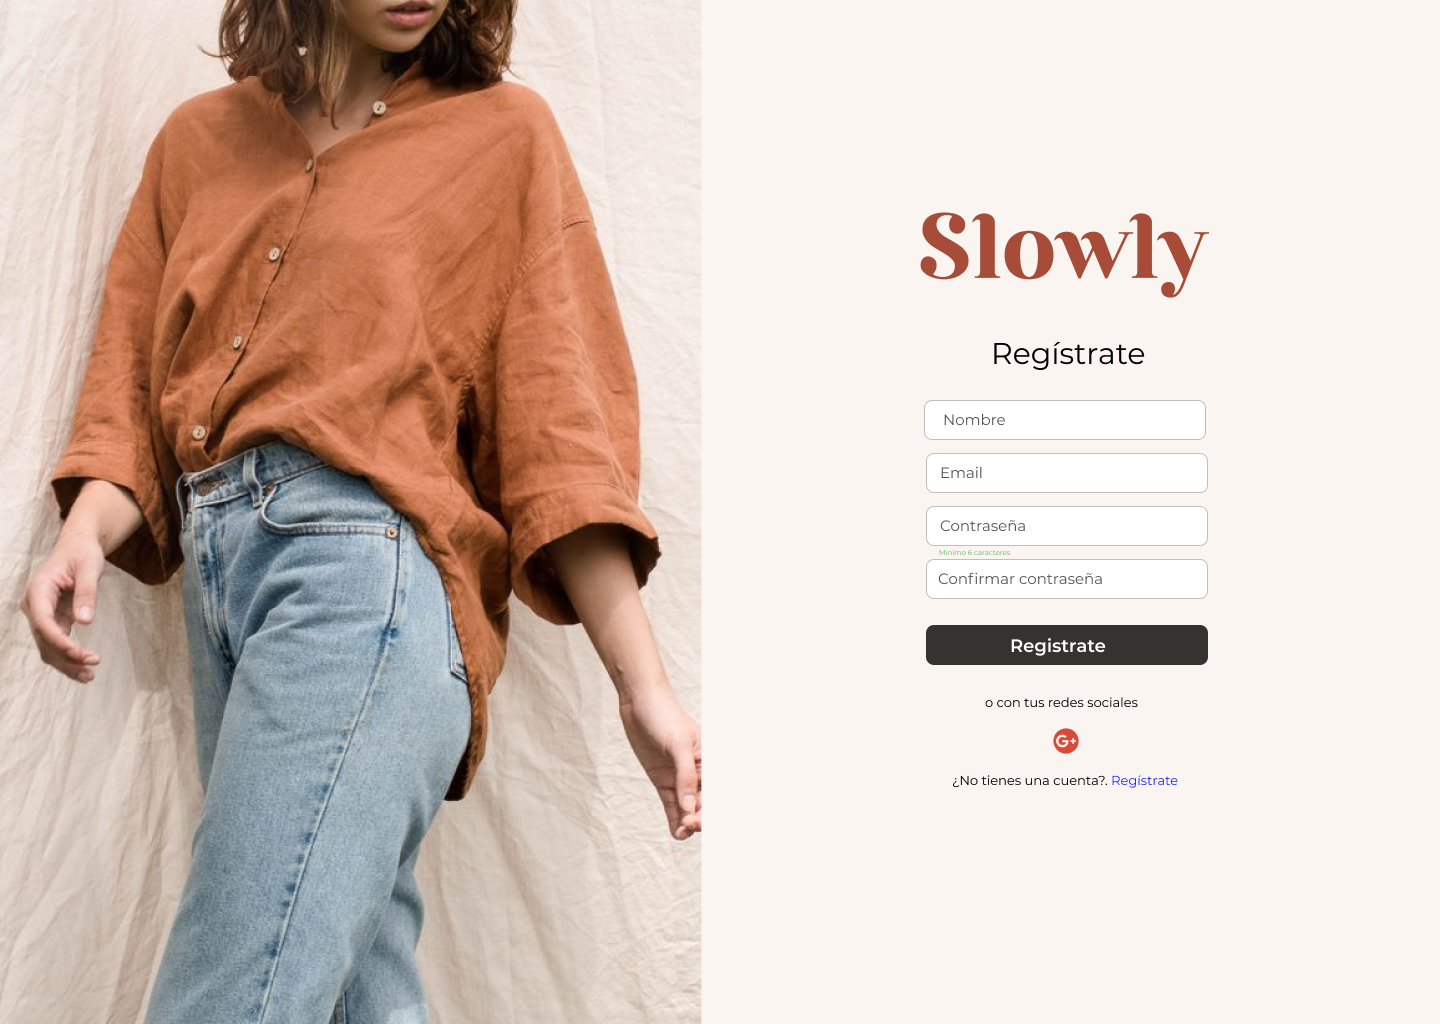 Slowly
Regístrate
Nombre
Email
Contraseña
Mínimo 6 caracteres
Confirmar contraseña
Registrate
o con tus redes sociales
G+
¿No tienes una cuenta?. Regístrate